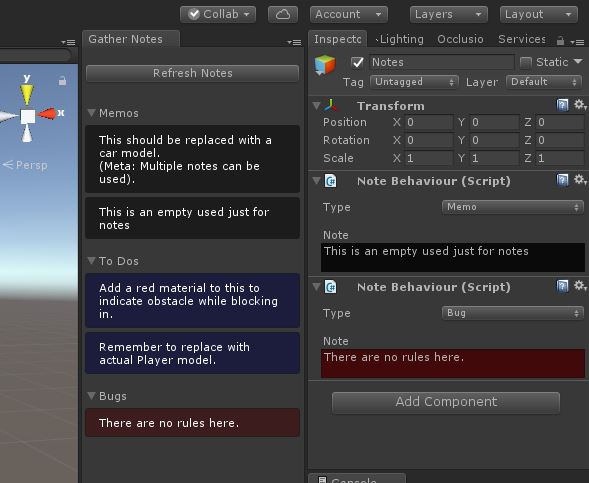 Collab
Account
Layers
Layout
Gather Notes
Refresh Notes
Memos
This should be replaced with a
car model.
(Meta: Multiple notes can be
used).
This is an empty used just for
notes
To Dos
Add a red material to this to
indicate obstacle while blocking
in.
Remember to replace with
actual Player model.
Bugs
There are no rules here.
y
x
Persp
Inspecto
Lighting
Occlusio
Services
Notes
Static
Tag
Untagged
Layer
Default
Transform
Position X 0 Y 0 Z 0
Rotation X 0 Y 0 Z 0
Scale X 1 Y 1 Z 1
C#
Note Behaviour (Script)
Type
Memo
Note
This is an empty used just for notes
C#
Note Behaviour (Script)
Type
Bug
Note
There are no rules here.
Add Component
Console